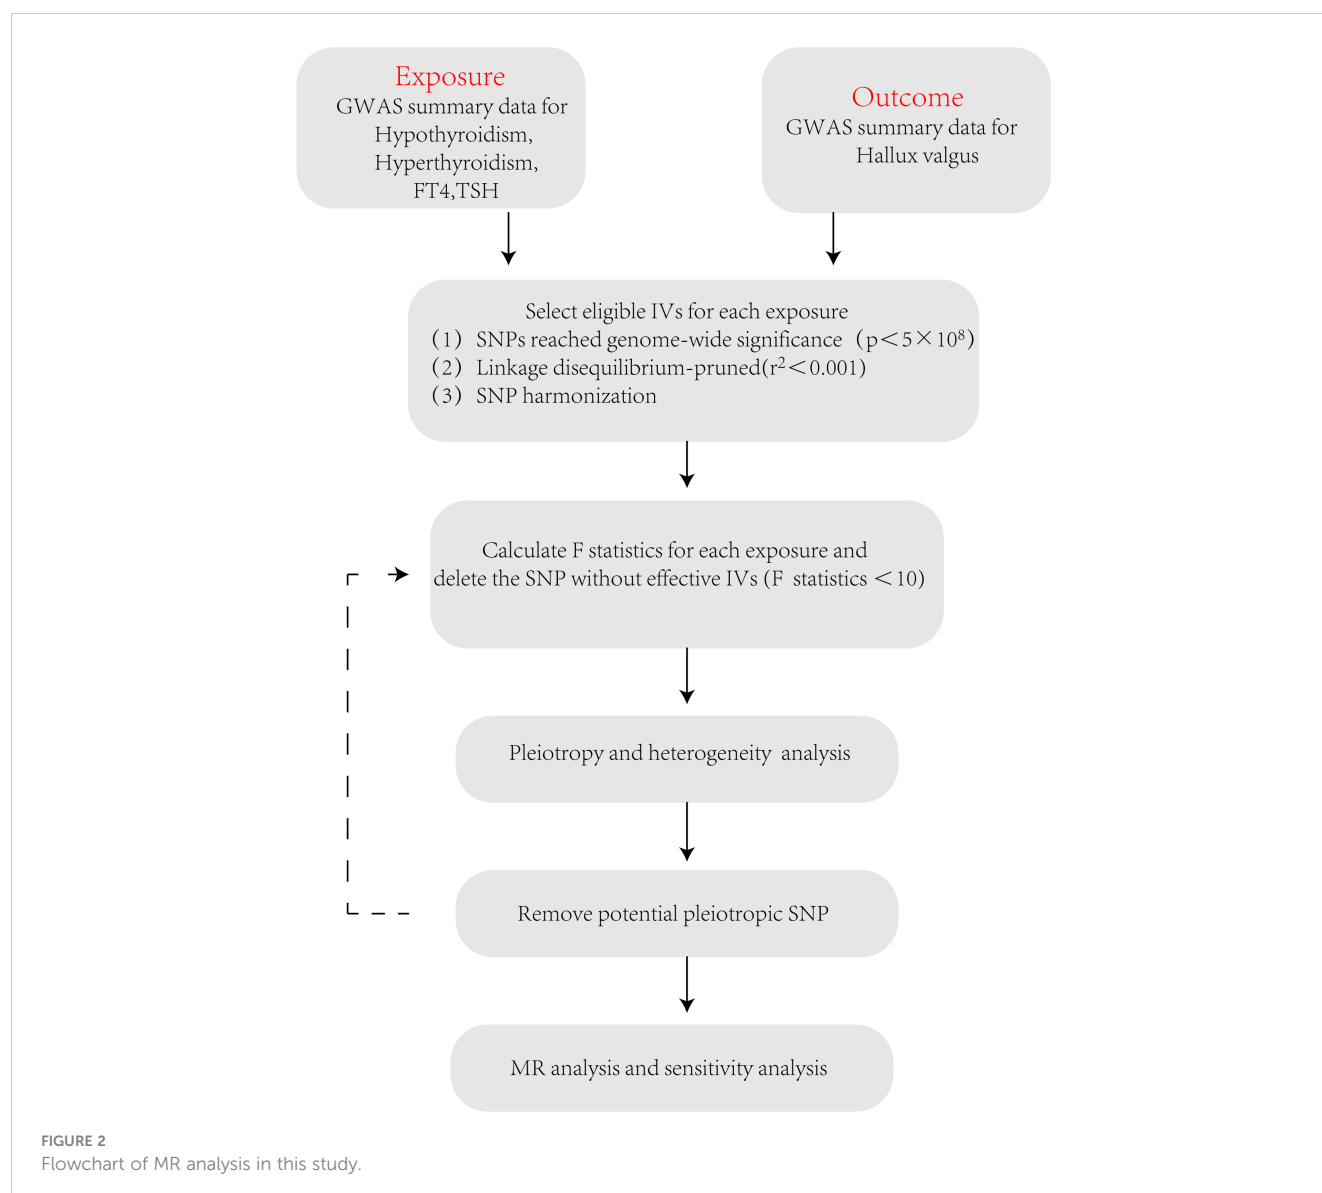 Exposure
GWAS summary data for
Hypothyroidism,
Hyperthyroidism,
FT4,TSH
Outcome
GWAS summary data for
Hallux valgus
Select eligible IVs for each exposure
（1） SNPs reached genome-wide significance（p＜5×10⁸)
（2） Linkage disequilibrium-pruned(r²＜0.001)
（3） SNP harmonization
Calculate F statistics for each exposure and
delete the SNP without effective IVs (F statistics ＜10)
Pleiotropy and heterogeneity analysis
Remove potential pleiotropic SNP
MR analysis and sensitivity analysis
FIGURE 2
Flowchart of MR analysis in this study.